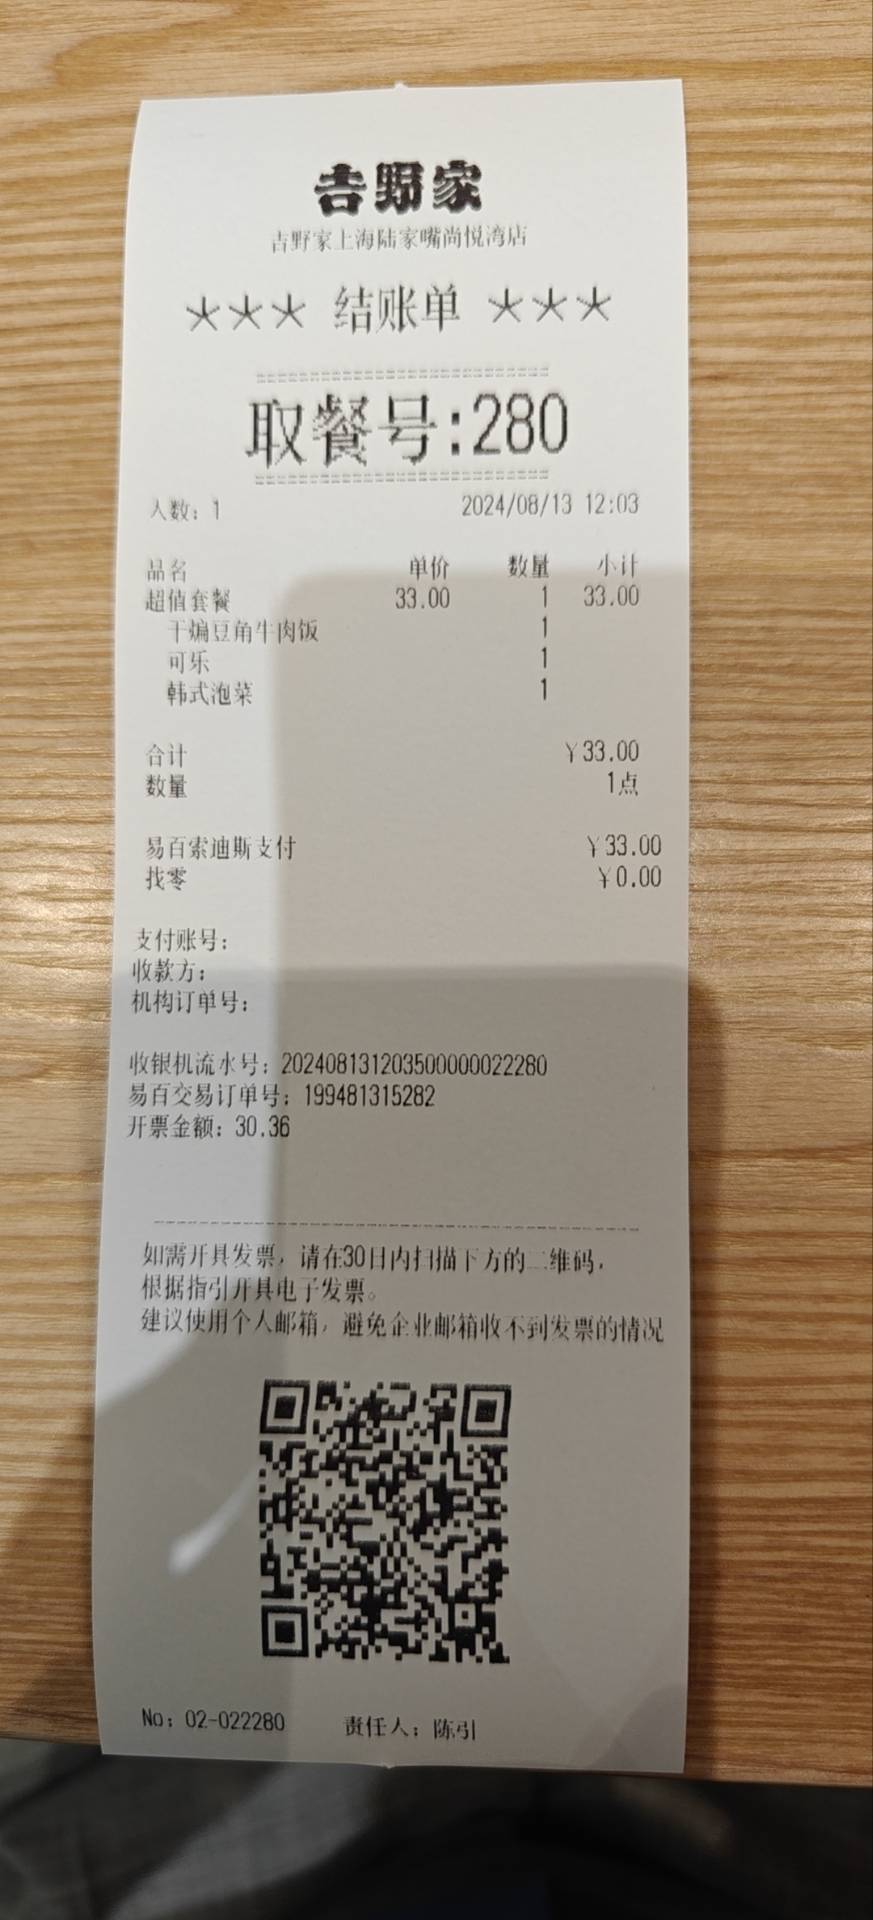 吉野家
吉野家上海陆家嘴尚悦湾店
*** 结账单 ***
取餐号:280
人数：1 2024/08/13 12:03
品名 单价 数量 小计
超值套餐 33.00 1 33.00
干煸豆角牛肉饭 1
可乐 1
韩式泡菜 1
合计 ¥33.00
数量 1点
易百索迪斯支付 ¥33.00
找零 ¥0.00
支付账号：
收款方：
机构订单号：
收银机流水号：2024081312035000000022280
易百交易订单号：199481315282
开票金额：30.36
如需开具发票，请在30日内扫描下方的二维码，
根据指引开具电子发票。
建议使用个人邮箱，避免企业邮箱收不到发票的情况
No：02-022280 责任人：陈引